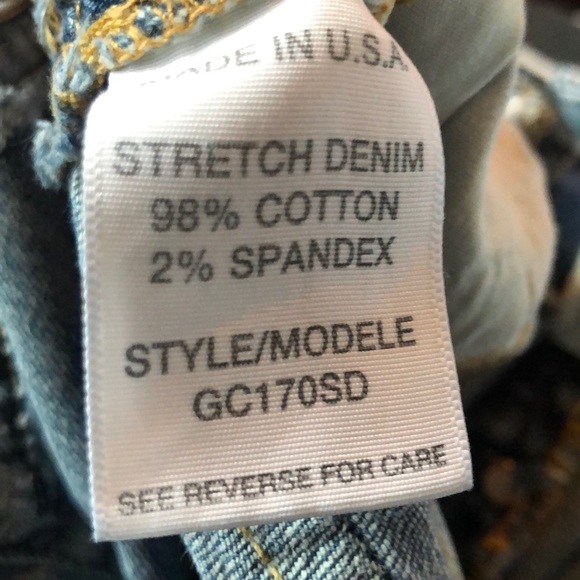 MADE IN U.S.A.
STRETCH DENIM
98% COTTON
2% SPANDEX
STYLE/MODELE
GC170SD
SEE REVERSE FOR CARE